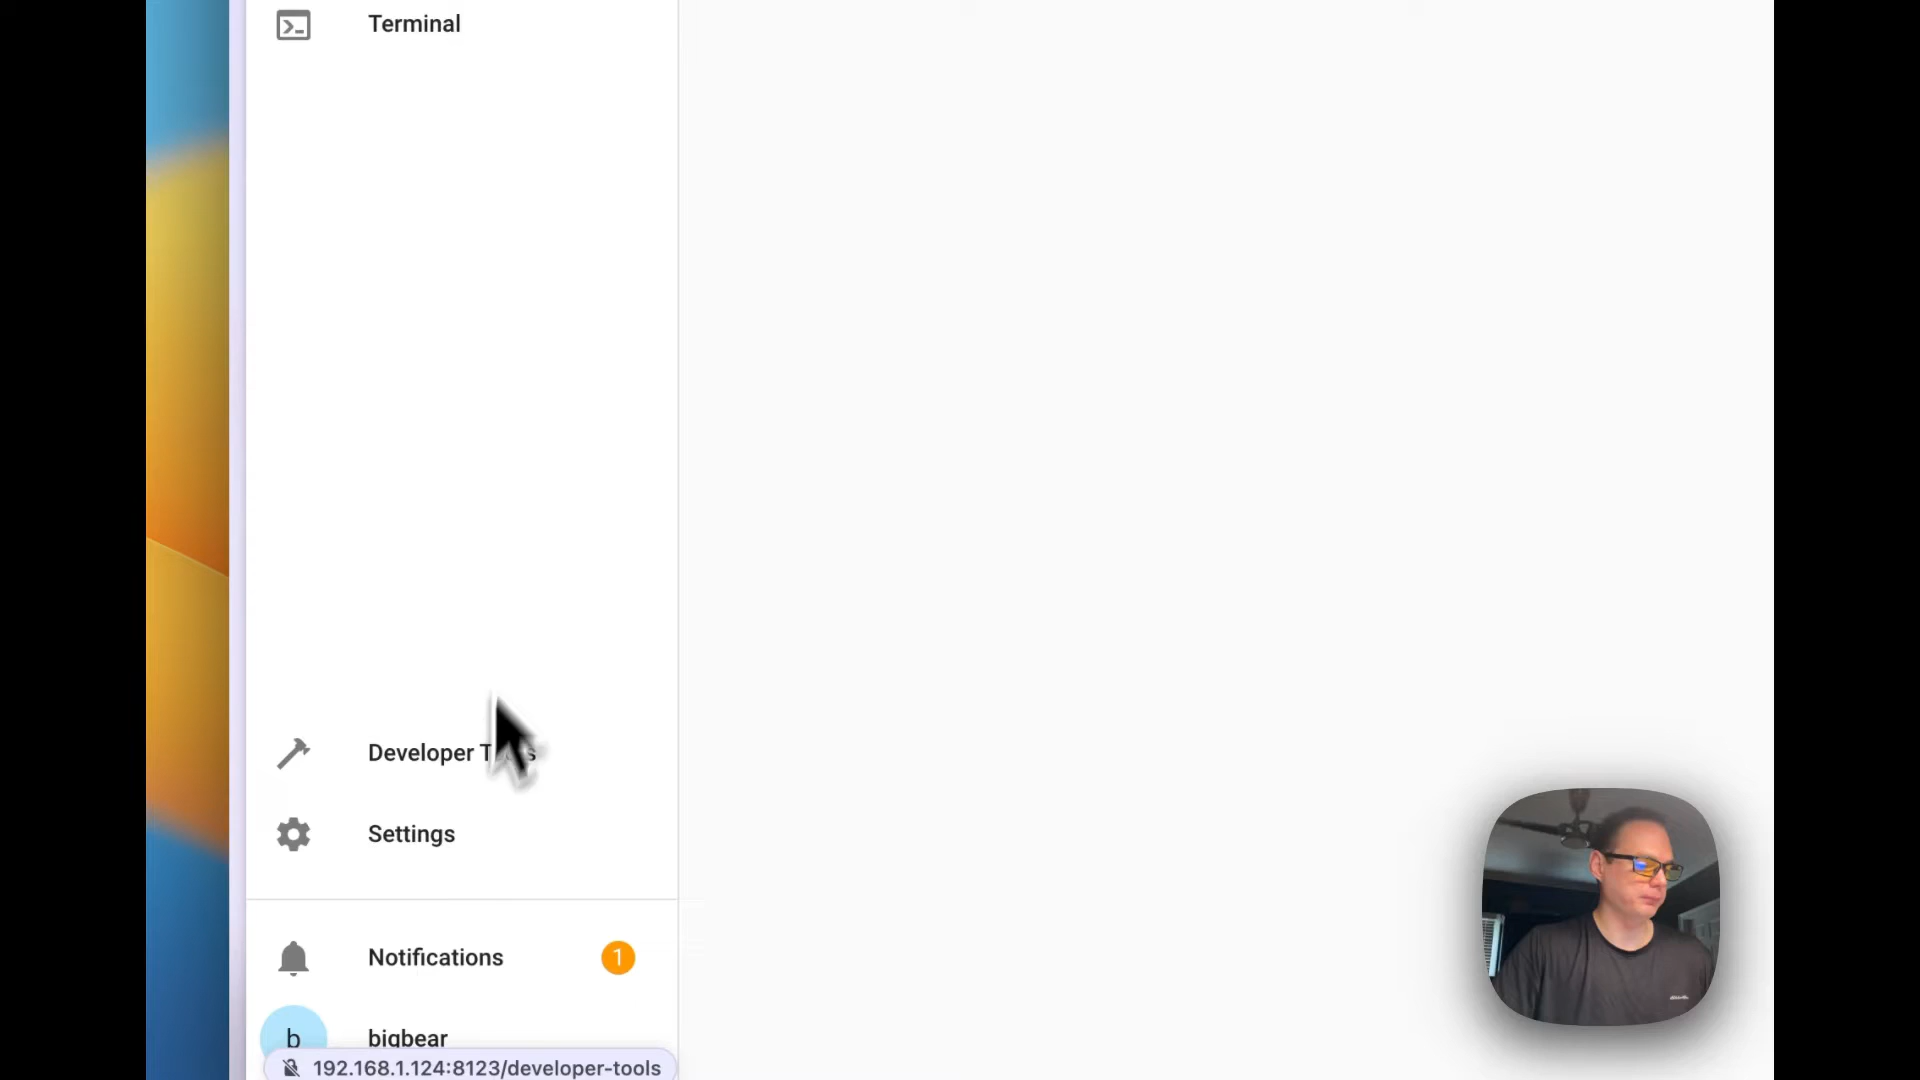 Terminal
Developer T s
Settings
Notifications
1
b
bigbear
192.168.1.124:8123/developer-tools